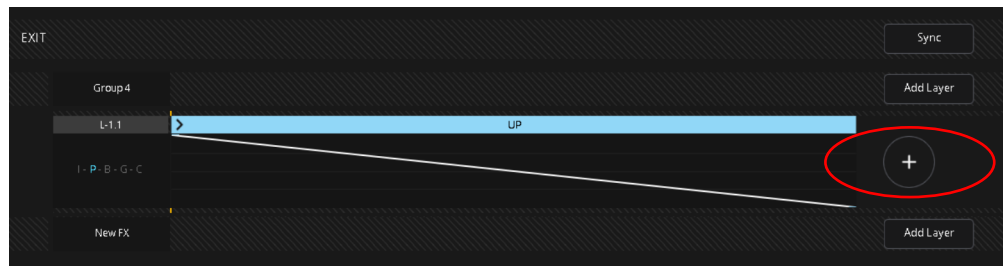 EXIT
Sync
Group 4
Add Layer
L-1.1
> UP
I - P - B - G - C
+
New FX
Add Layer